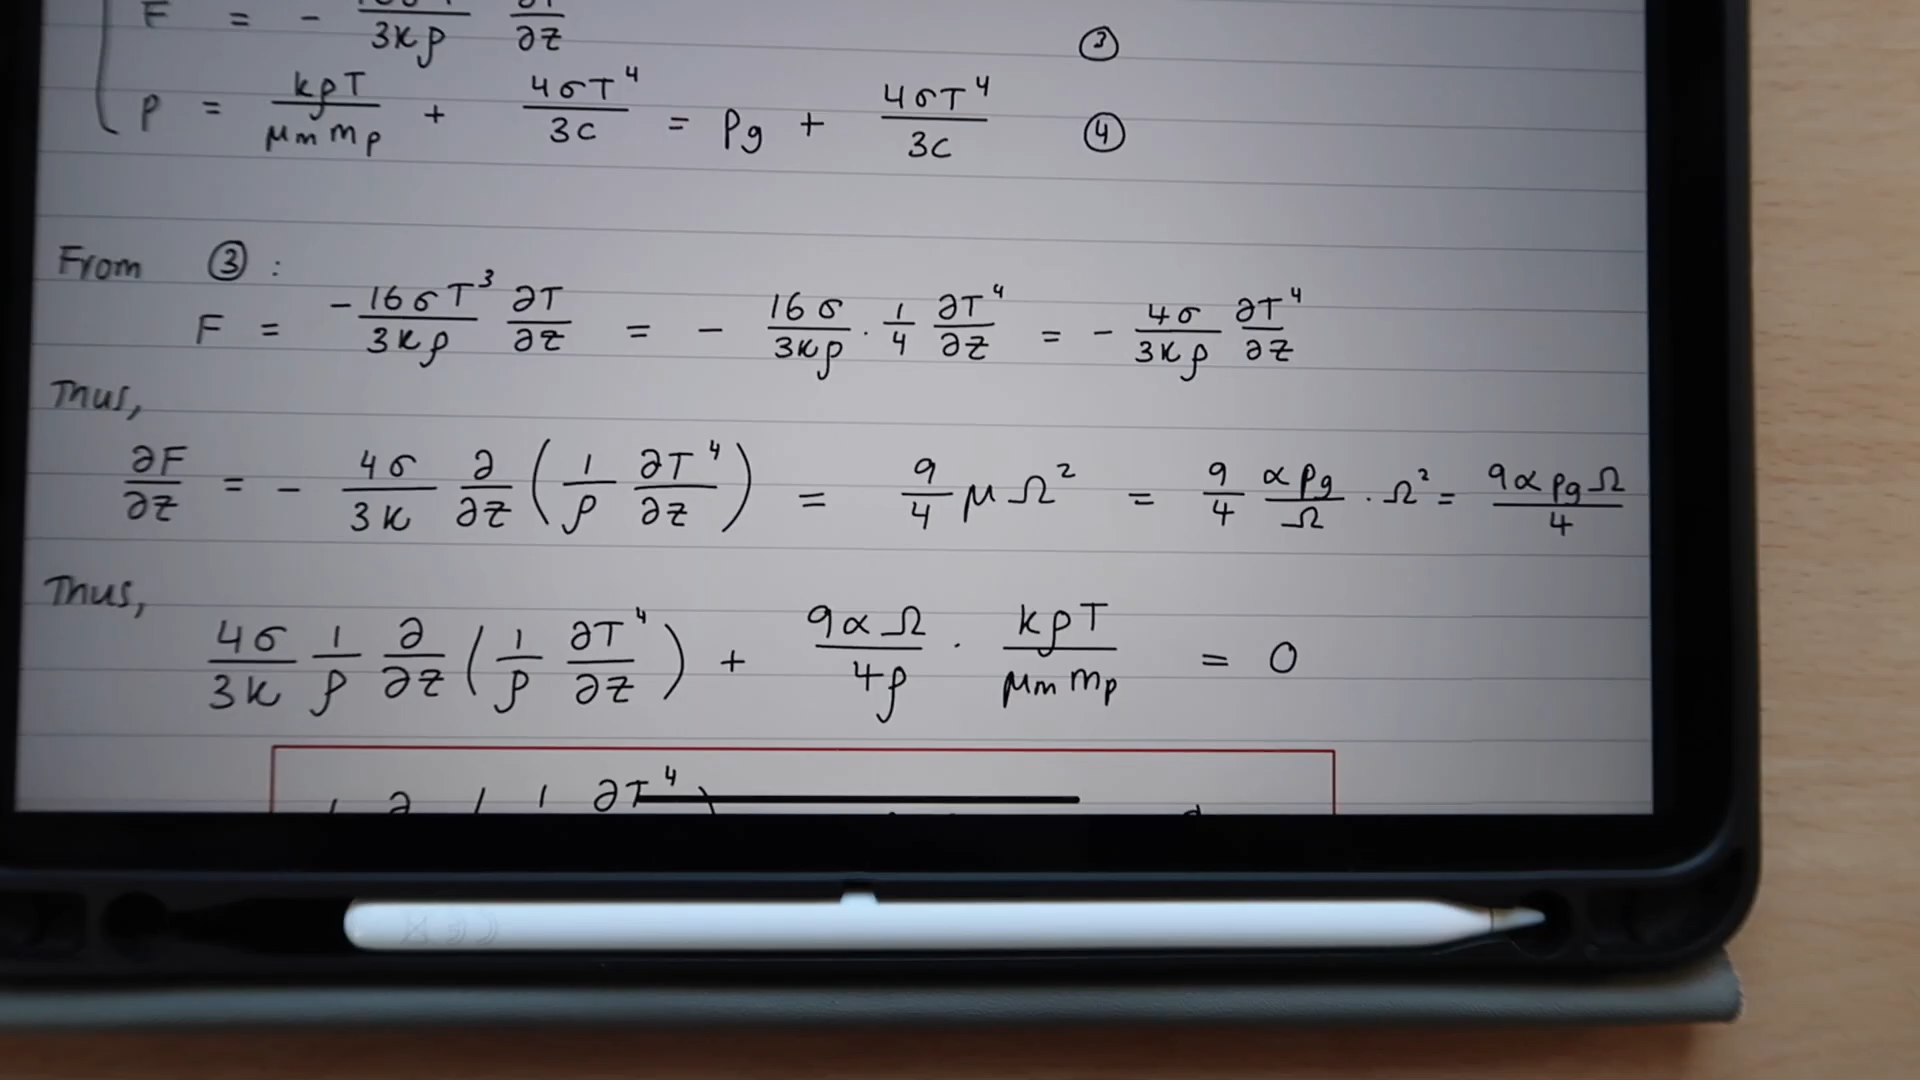 F = - / 3κρ ∂T/∂z ③
p = kρT / μm mp + 4σT⁴ / 3c = pg + 4σT⁴ / 3c ④
From ③ :
F = -16σT³ / 3κρ ∂T/∂z = - 16σ / 3κρ · 1/4 ∂T⁴/∂z = - 4σ / 3κρ ∂T⁴/∂z
Thus,
∂F/∂z = - 4σ / 3κ ∂/∂z ( 1/ρ ∂T⁴/∂z ) = 9/4 μΩ² = 9/4 αpg/Ω · Ω² = 9αpgΩ / 4
Thus,
4σ / 3κ 1/ρ ∂/∂z ( 1/ρ ∂T⁴/∂z ) + 9αΩ / 4ρ · kρT / μm mp = 0
∂ 1 ∂T⁴ )